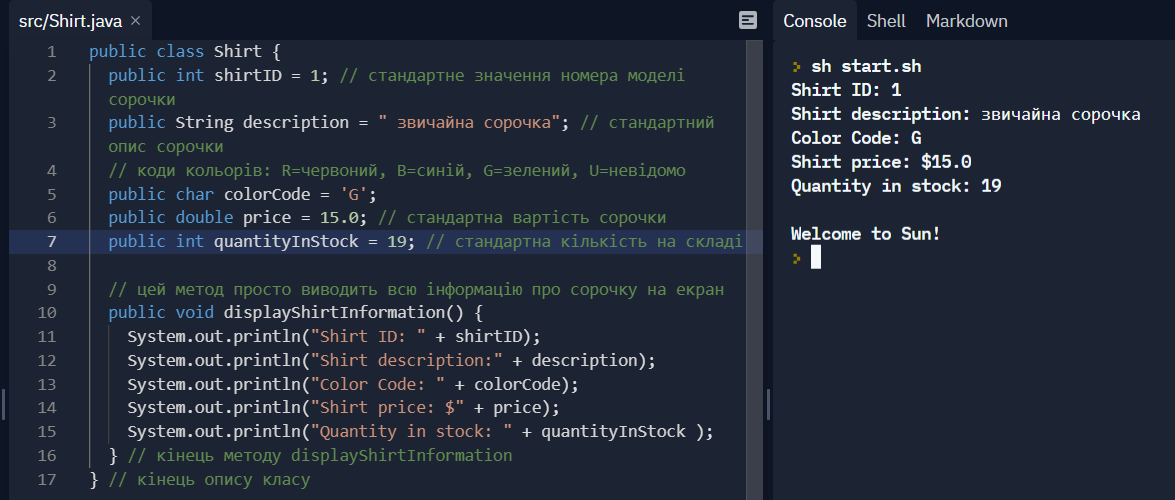 src/Shirt.java ×
1 public class Shirt {
2 public int shirtID = 1; // стандартне значення номера моделі
сорочки
3 public String description = " звичайна сорочка"; // стандартний
опис сорочки
4 // коди кольорів: R=червоний, B=синій, G=зелений, U=невідомо
5 public char colorCode = 'G';
6 public double price = 15.0; // стандартна вартість сорочки
7 public int quantityInStock = 19; // стандартна кількість на складі
8
9 // цей метод просто виводить всю інформацію про сорочку на екран
10 public void displayShirtInformation() {
11 System.out.println("Shirt ID: " + shirtID);
12 System.out.println("Shirt description:" + description);
13 System.out.println("Color Code: " + colorCode);
14 System.out.println("Shirt price: $" + price);
15 System.out.println("Quantity in stock: " + quantityInStock );
16 } // кінець методу displayShirtInformation
17 } // кінець опису класу
Console Shell Markdown
> sh start.sh
Shirt ID: 1
Shirt description: звичайна сорочка
Color Code: G
Shirt price: $15.0
Quantity in stock: 19
Welcome to Sun!
>